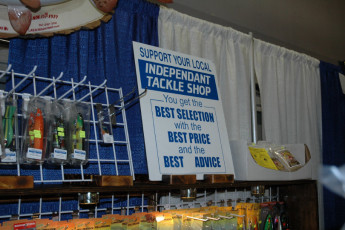 SUPPORT YOUR LOCAL
INDEPENDANT
TACKLE SHOP
You get the
BEST SELECTION
with the
BEST PRICE
and the
BEST ADVICE